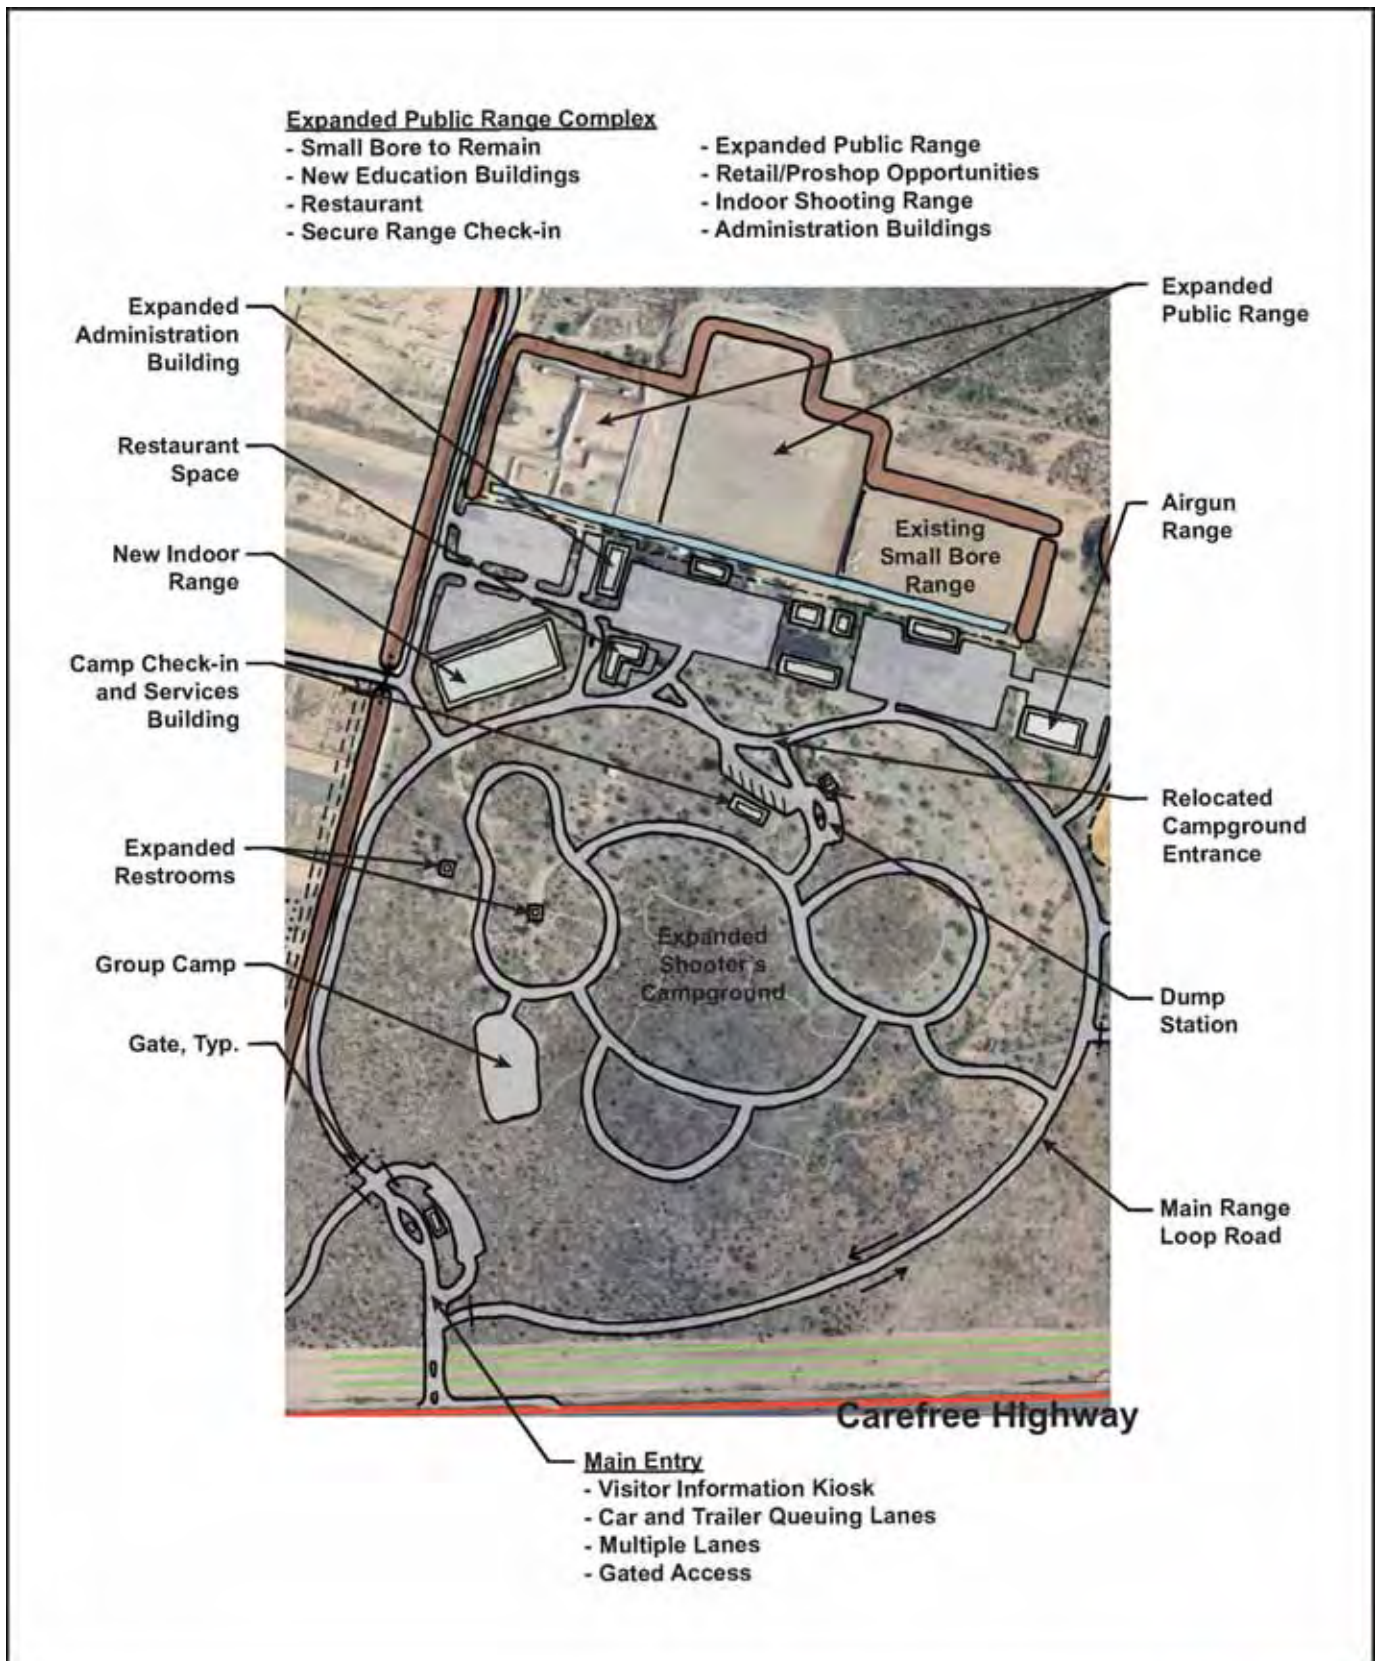 Expanded Public Range Complex
- Small Bore to Remain
- New Education Buildings
- Restaurant
- Secure Range Check-in
- Expanded Public Range
- Retail/Proshop Opportunities
- Indoor Shooting Range
- Administration Buildings
Expanded
Administration
Building
Restaurant
Space
New Indoor
Range
Camp Check-in
and Services
Building
Expanded
Restrooms
Group Camp
Gate, Typ.
Existing
Small Bore
Range
Expanded
Shooter's
Campground
Expanded
Public Range
Airgun
Range
Relocated
Campground
Entrance
Dump
Station
Main Range
Loop Road
Carefree Highway
Main Entry
- Visitor Information Kiosk
- Car and Trailer Queuing Lanes
- Multiple Lanes
- Gated Access